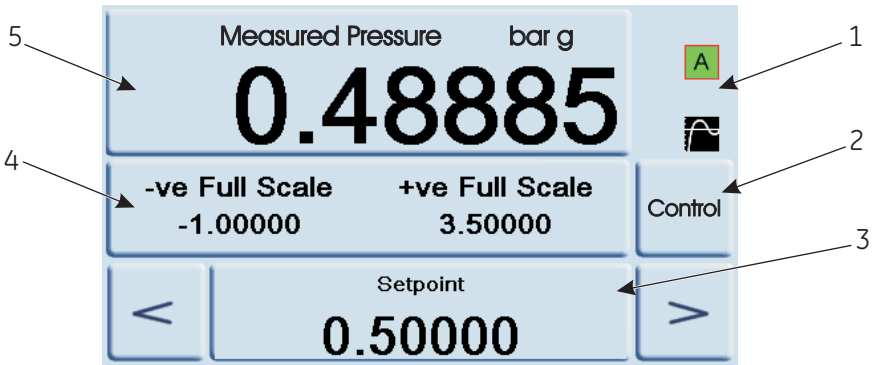 5
Measured Pressure bar g
1
A
0.48885
2
4
-ve Full Scale +ve Full Scale
-1.00000 3.50000
Control
3
Setpoint
<
0.50000
>